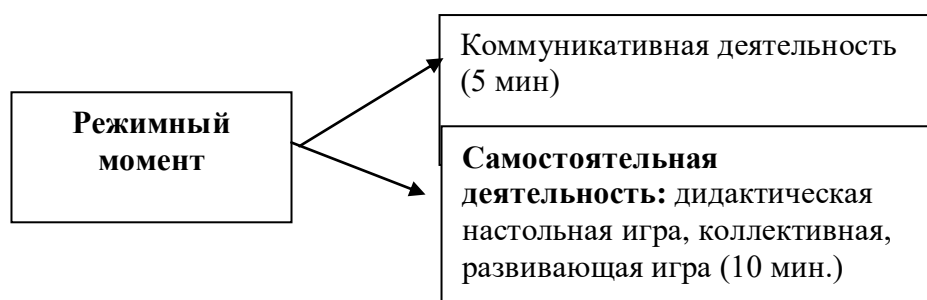 Режимный
момент
Коммуникативная деятельность
(5 мин)
Самостоятельная
деятельность: дидактическая
настольная игра, коллективная,
развивающая игра (10 мин.)